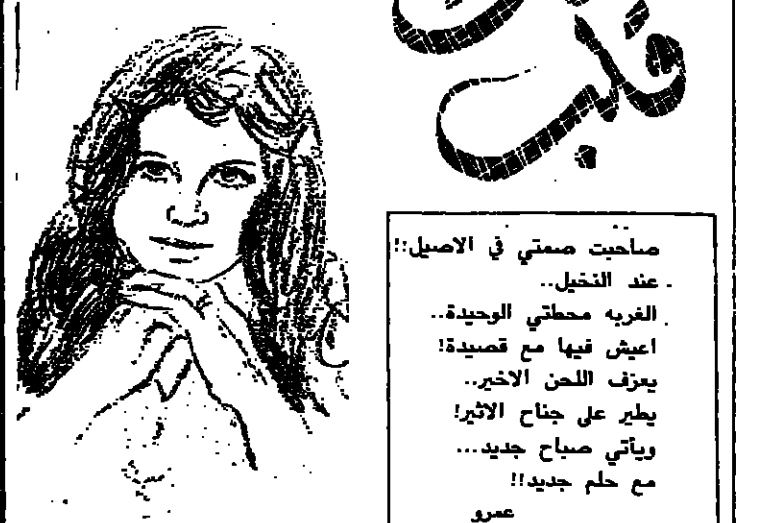 قلب
صاحبت صمتي في الاصيل!!
عند النخيل..
الغربه محطتي الوحيدة..
اعيش فيها مع قصيدة!
يعزف اللحن الاخير..
يطير على جناح الاثير!
ويأتي صباح جديد...
مع حلم جديد!!
عمرو